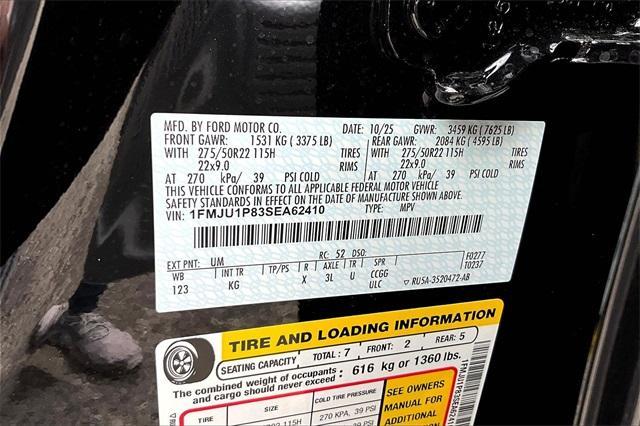 MFD. BY FORD MOTOR CO. DATE: 10/25 GVWR: 3459 KG (7625 LB)
FRONT GAWR: 1531 KG (3375 LB) REAR GAWR: 2084 KG (4595 LB)
WITH 275/50R22 115H TIRES WITH 275/50R22 115H TIRES
22x9.0 RIMS 22x9.0 RIMS
AT 270 kPa/ 39 PSI COLD AT 270 kPa/ 39 PSI COLD
THIS VEHICLE CONFORMS TO ALL APPLICABLE FEDERAL MOTOR VEHICLE
SAFETY STANDARDS IN EFFECT ON THE DATE OF MANUFACTURE SHOWN ABOVE.
VIN: 1FMJU1P83SEA62410 TYPE: MPV
EXT PNT: UM RC: 52 DSO: F0277
WB INT TR TP/PS R AXLE TR SPR T0237
123 KG X 3L U CCGG
ULC RU5A-3520472-AB
TIRE AND LOADING INFORMATION
SEATING CAPACITY TOTAL: 7 FRONT: 2 REAR: 5
The combined weight of occupants
and cargo should never exceed: 616 kg or 1360 lbs.
TIRE SIZE COLD TIRE PRESSURE
270 KPA, 39 PSI
SEE OWNERS
MANUAL FOR
ADDITIONAL